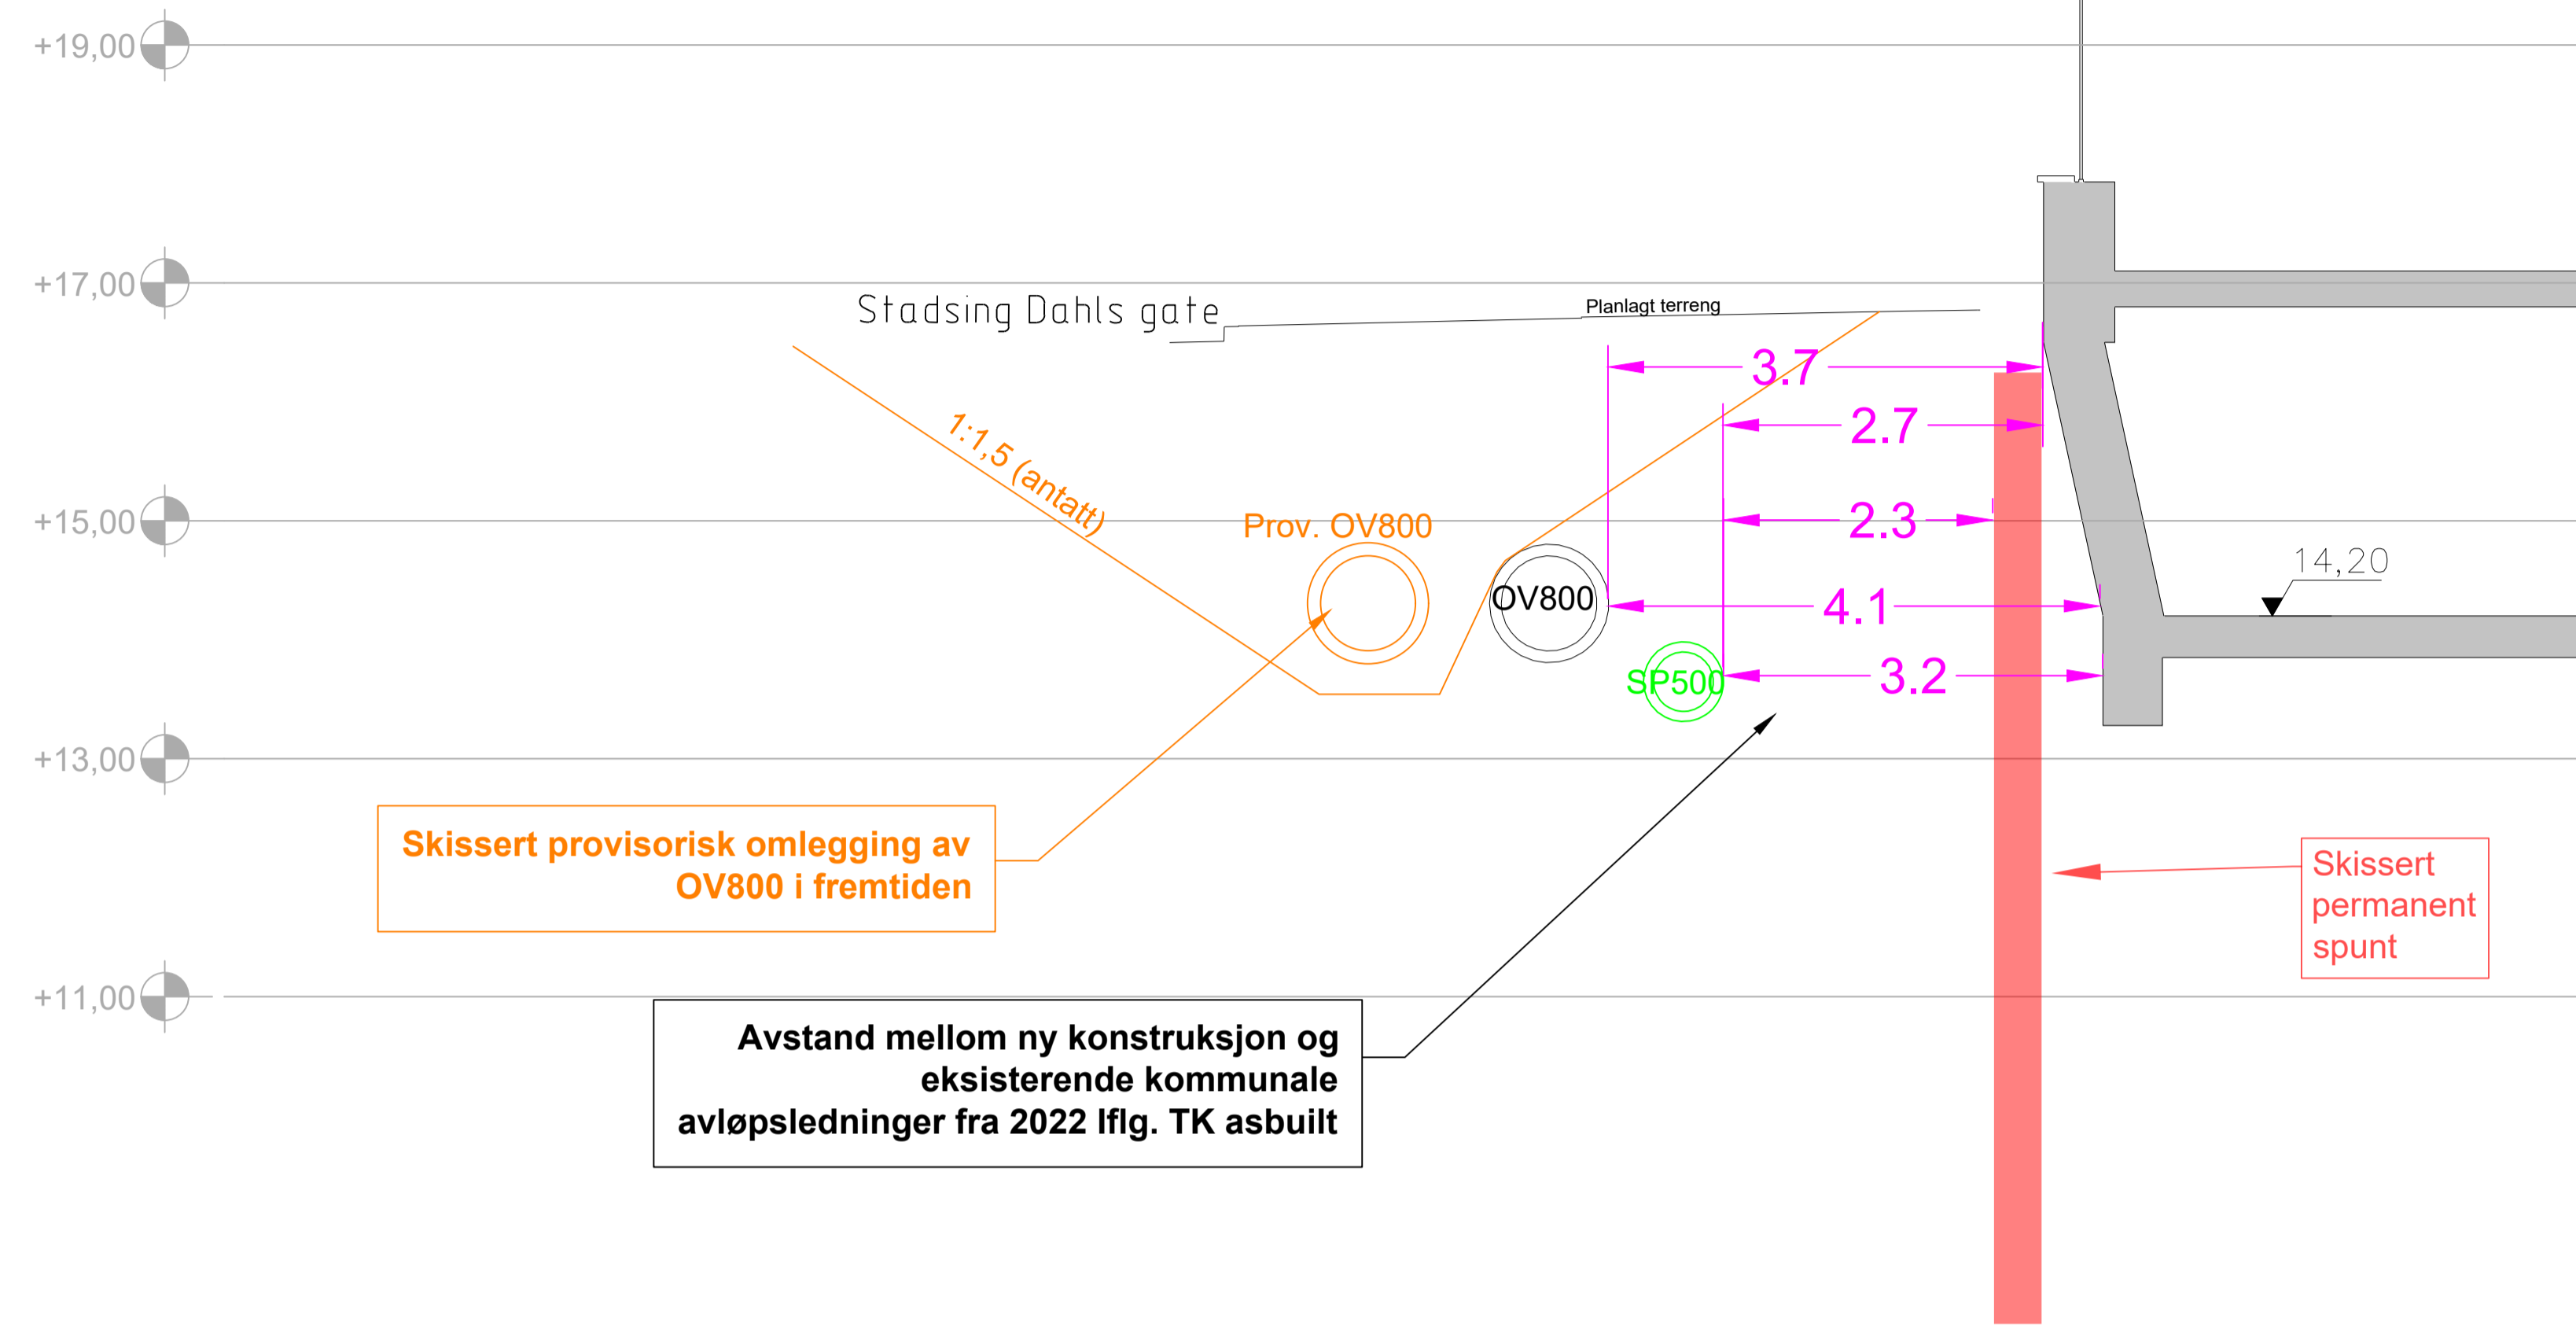 +19,00
+17,00
Stadsing Dahls gate
Planlagt terreng
3.7
2.7
1:1,5 (antatt)
+15,00
Prov. OV800
2.3
14,20
OV800
4.1
SP500
3.2
+13,00
Skissert provisorisk omlegging av
OV800 i fremtiden
Skissert
permanent
spunt
+11,00
Avstand mellom ny konstruksjon og
eksisterende kommunale
avløpsledninger fra 2022 Iflg. TK asbuilt